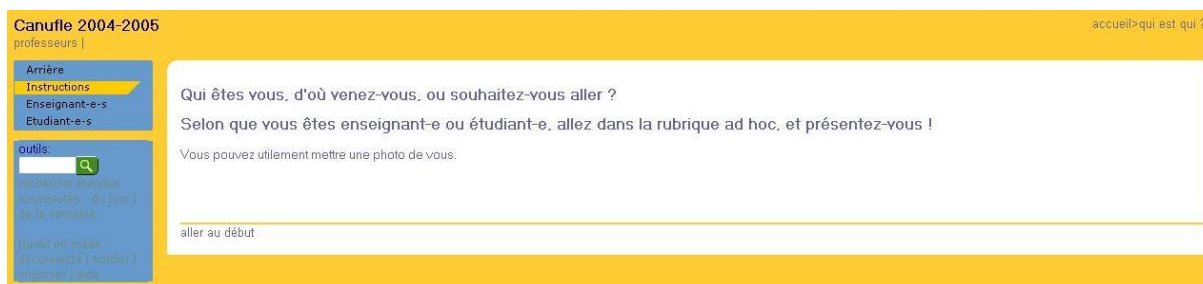 Canufle 2004-2005
accueil>qui est qui ?
professeurs |
Arrière
Instructions
Enseignant-e-s
Etudiant-e-s
outils:
recherche étendue
nouveautés : du jour |
de la semaine
travail en mode
déconnecté | notifier |
imprimer | aide
Qui êtes vous, d'où venez-vous, ou souhaitez-vous aller ?
Selon que vous êtes enseignant-e ou étudiant-e, allez dans la rubrique ad hoc, et présentez-vous !
Vous pouvez utilement mettre une photo de vous.
aller au début